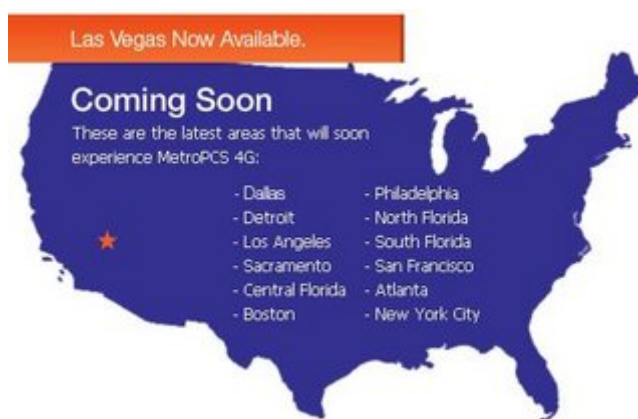 Las Vegas Now Available.
Coming Soon
These are the latest areas that will soon
experience MetroPCS 4G:
- Dallas
- Detroit
- Los Angeles
- Sacramento
- Central Florida
- Boston
- Philadelphia
- North Florida
- South Florida
- San Francisco
- Atlanta
- New York City